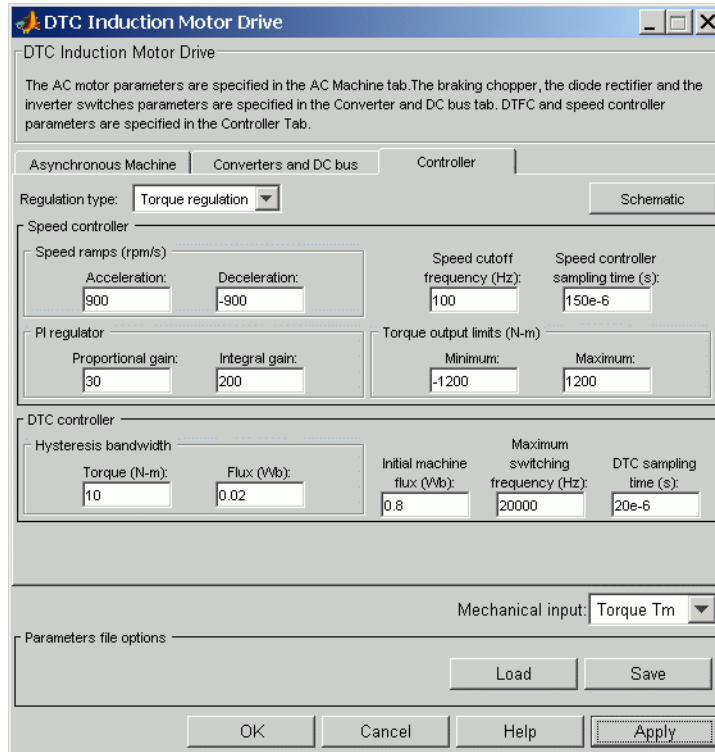 DTC Induction Motor Drive
DTC Induction Motor Drive
The AC motor parameters are specified in the AC Machine tab.The braking chopper, the diode rectifier and the
inverter switches parameters are specified in the Converter and DC bus tab. DTFC and speed controller
parameters are specified in the Controller Tab.
Asynchronous Machine Converters and DC bus Controller
Regulation type: Torque regulation Schematic
Speed controller
Speed ramps (rpm/s)
Acceleration: Deceleration:
900 -900
Speed cutoff
frequency (Hz):
100
Speed controller
sampling time (s):
150e-6
PI regulator
Proportional gain: Integral gain:
30 200
Torque output limits (N-m)
Minimum: Maximum:
-1200 1200
DTC controller
Hysteresis bandwidth
Torque (N-m): Flux (Wb):
10 0.02
Initial machine
flux (Wb):
0.8
Maximum
switching
frequency (Hz):
20000
DTC sampling
time (s):
20e-6
Mechanical input: Torque Tm
Parameters file options
Load Save
OK Cancel Help Apply